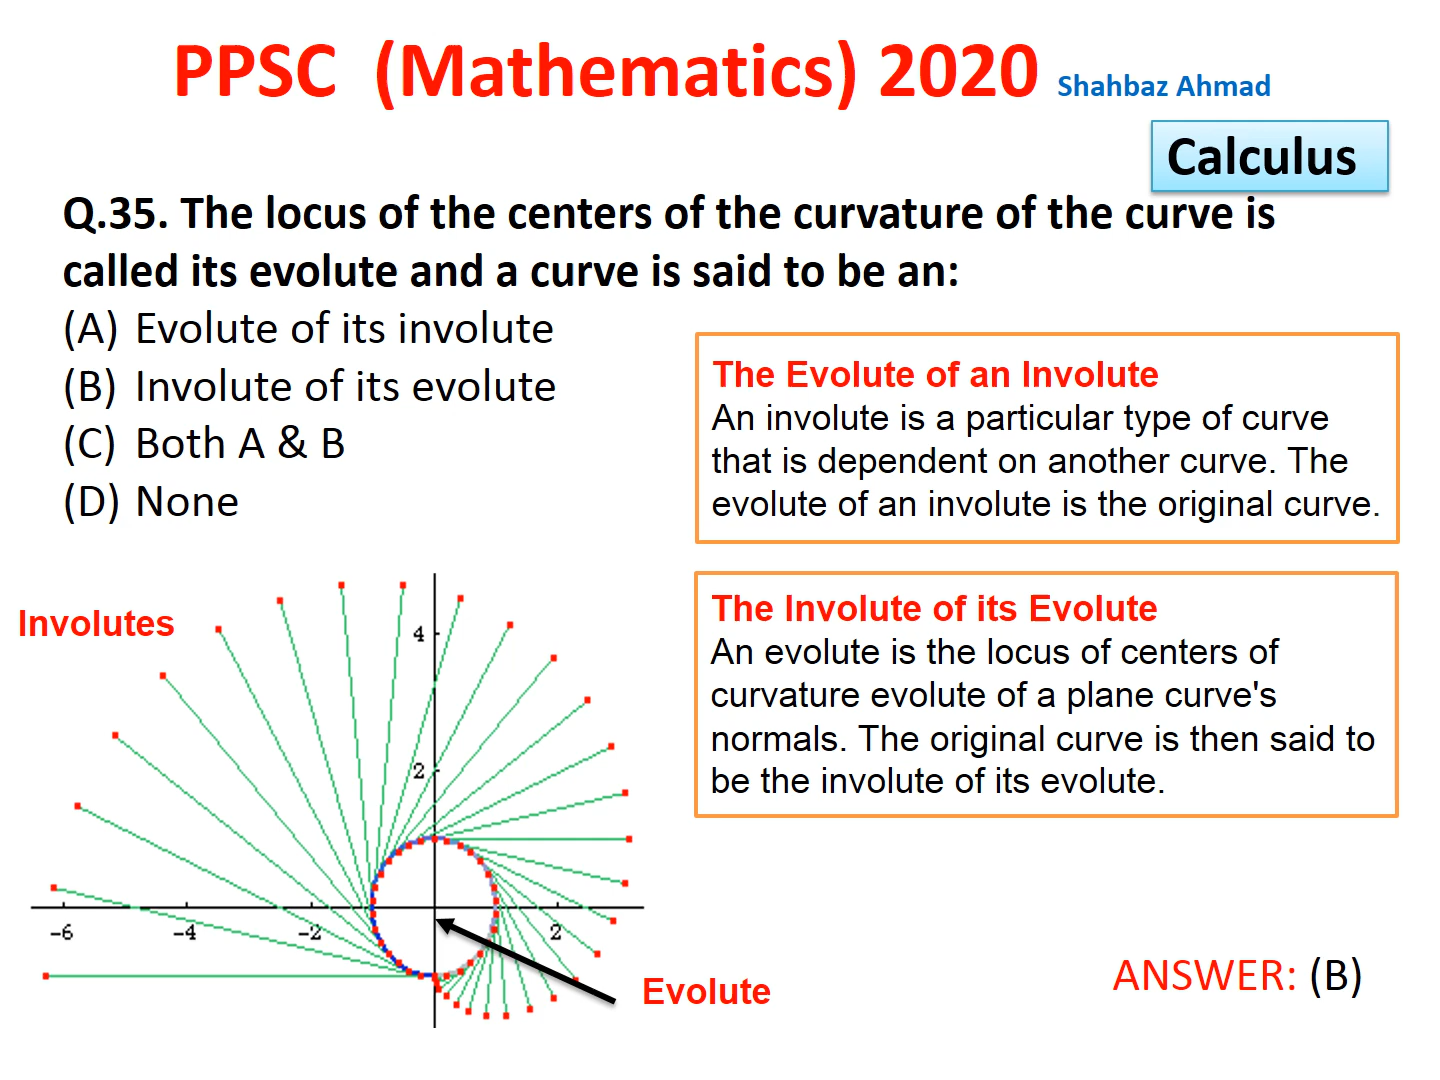 PPSC (Mathematics) 2020 Shahbaz Ahmad
Calculus
Q.35. The locus of the centers of the curvature of the curve is
called its evolute and a curve is said to be an:
(A) Evolute of its involute
(B) Involute of its evolute
(C) Both A & B
(D) None
The Evolute of an Involute
An involute is a particular type of curve
that is dependent on another curve. The
evolute of an involute is the original curve.
The Involute of its Evolute
An evolute is the locus of centers of
curvature evolute of a plane curve's
normals. The original curve is then said to
be the involute of its evolute.
Involutes
4
2
-6 -4 -2 2
Evolute
ANSWER: (B)